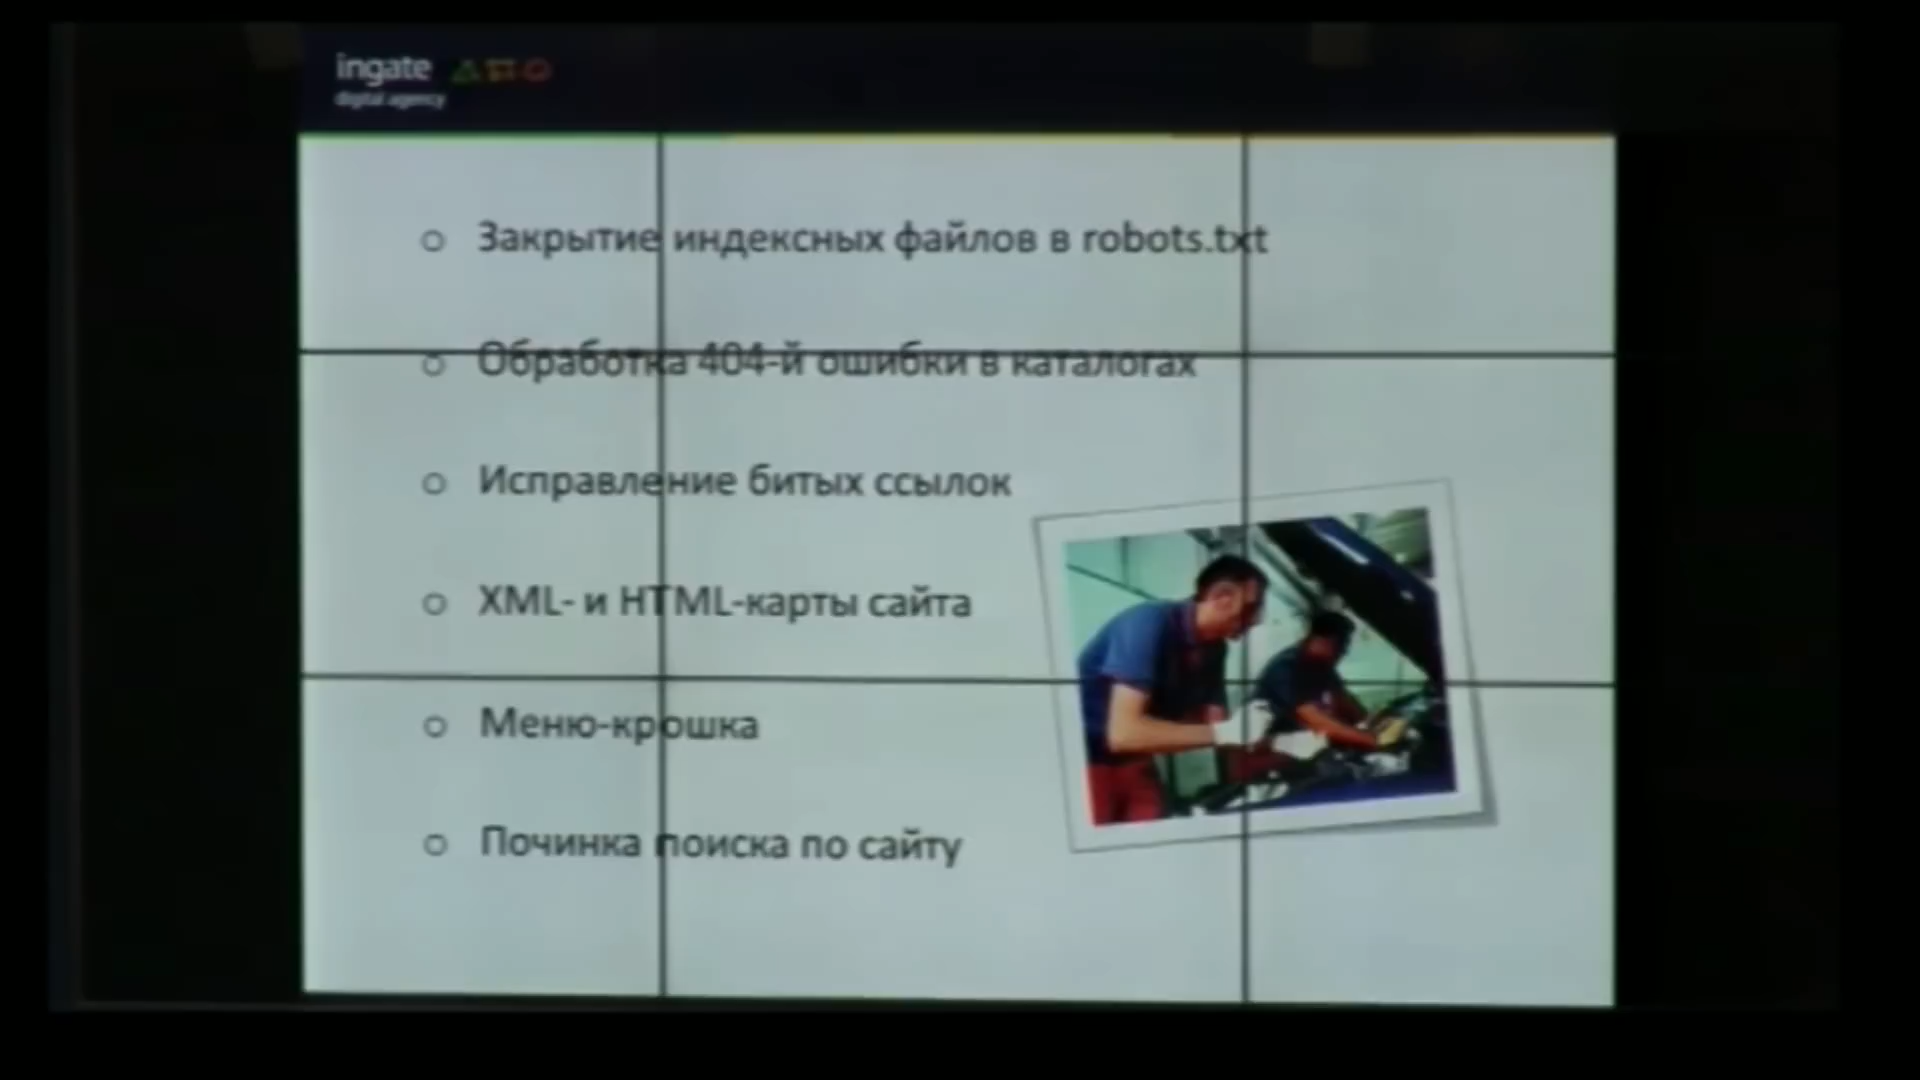 ingate
digital agency
Закрытие индексных файлов в robots.txt
Обработка 404-й ошибки в каталогах
Исправление битых ссылок
XML- и HTML-карты сайта
Меню-крошка
Починка поиска по сайту